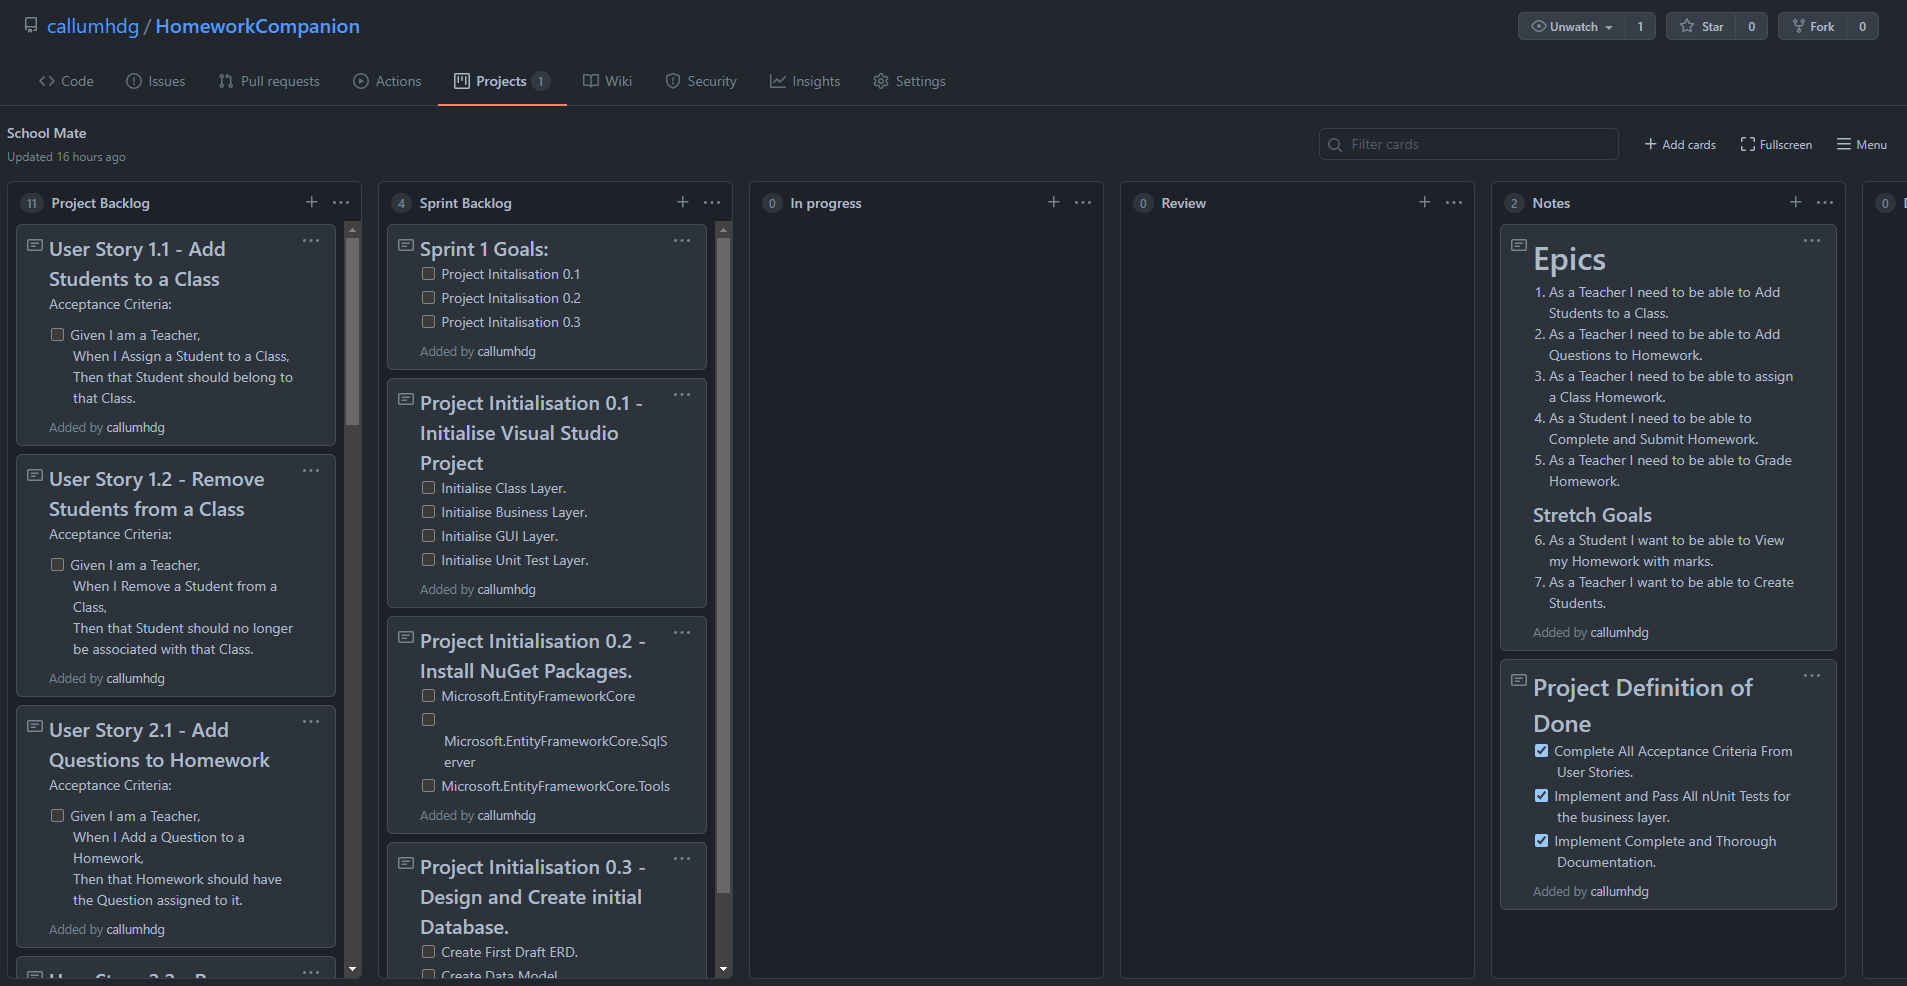 callumhdg / HomeworkCompanion
Unwatch 1 Star 0 Fork 0
Code Issues Pull requests Actions Projects 1 Wiki Security Insights Settings
School Mate
Updated 16 hours ago
Filter cards
Add cards Fullscreen Menu
11 Project Backlog
User Story 1.1 - Add
Students to a Class
Acceptance Criteria:
Given I am a Teacher,
When I Assign a Student to a Class,
Then that Student should belong to
that Class.
Added by callumhdg
User Story 1.2 - Remove
Students from a Class
Acceptance Criteria:
Given I am a Teacher,
When I Remove a Student from a
Class,
Then that Student should no longer
be associated with that Class.
Added by callumhdg
User Story 2.1 - Add
Questions to Homework
Acceptance Criteria:
Given I am a Teacher,
When I Add a Question to a
Homework,
Then that Homework should have
the Question assigned to it.
Added by callumhdg
4 Sprint Backlog
Sprint 1 Goals:
Project Initalisation 0.1
Project Initalisation 0.2
Project Initalisation 0.3
Added by callumhdg
Project Initialisation 0.1 -
Initialise Visual Studio
Project
Initialise Class Layer.
Initialise Business Layer.
Initialise GUI Layer.
Initialise Unit Test Layer.
Added by callumhdg
Project Initialisation 0.2 -
Install NuGet Packages.
Microsoft.EntityFrameworkCore
Microsoft.EntityFrameworkCore.SqlS
erver
Microsoft.EntityFrameworkCore.Tools
Added by callumhdg
Project Initialisation 0.3 -
Design and Create initial
Database.
Create First Draft ERD.
Create Data Model
0 In progress
0 Review
2 Notes
Epics
1. As a Teacher I need to be able to Add
Students to a Class.
2. As a Teacher I need to be able to Add
Questions to Homework.
3. As a Teacher I need to be able to assign
a Class Homework.
4. As a Student I need to be able to
Complete and Submit Homework.
5. As a Teacher I need to be able to Grade
Homework.
Stretch Goals
6. As a Student I want to be able to View
my Homework with marks.
7. As a Teacher I want to be able to Create
Students.
Added by callumhdg
Project Definition of
Done
Complete All Acceptance Criteria From
User Stories.
Implement and Pass All nUnit Tests for
the business layer.
Implement Complete and Thorough
Documentation.
Added by callumhdg
0